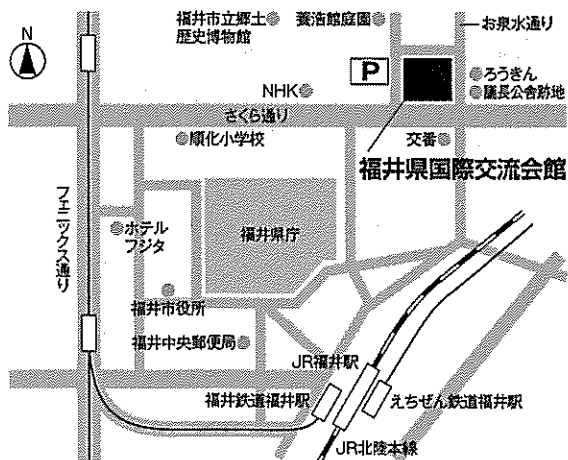 N
福井市立郷土
歴史博物館
養浩館庭園
お泉水通り
P
NHK
ろうきん
議長公舎跡地
さくら通り
順化小学校
交番
福井県国際交流会館
フェニックス通り
ホテル
フジタ
福井県庁
福井市役所
福井中央郵便局
JR福井駅
福井鉄道福井駅
えちぜん鉄道福井駅
JR北陸本線